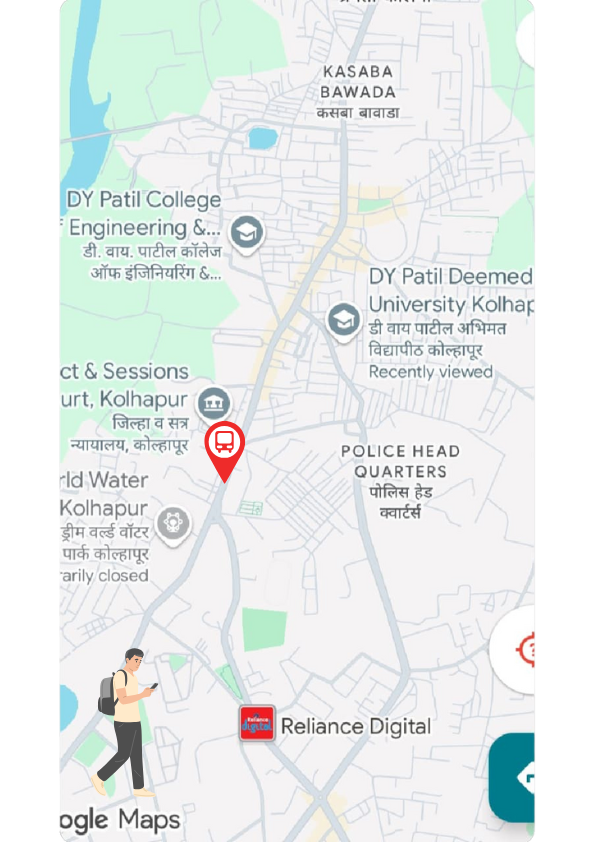 KASABA
BAWADA
कसबा बावाडा
DY Patil College
Engineering &...
डी. वाय. पाटील कॉलेज
ऑफ इंजिनियरिंग &...
DY Patil Deemed
University Kolhap
डी वाय पाटील अभिमत
विद्यापीठ कोल्हापूर
Recently viewed
ct & Sessions
urt, Kolhapur
जिल्हा व सत्र
न्यायालय, कोल्हापूर
POLICE HEAD
QUARTERS
पोलिस हेड
क्वार्टर्स
rld Water
Kolhapur
ड्रीम वर्ल्ड वॉटर
पार्क कोल्हापूर
rarily closed
Reliance
digital
Reliance Digital
ogle Maps